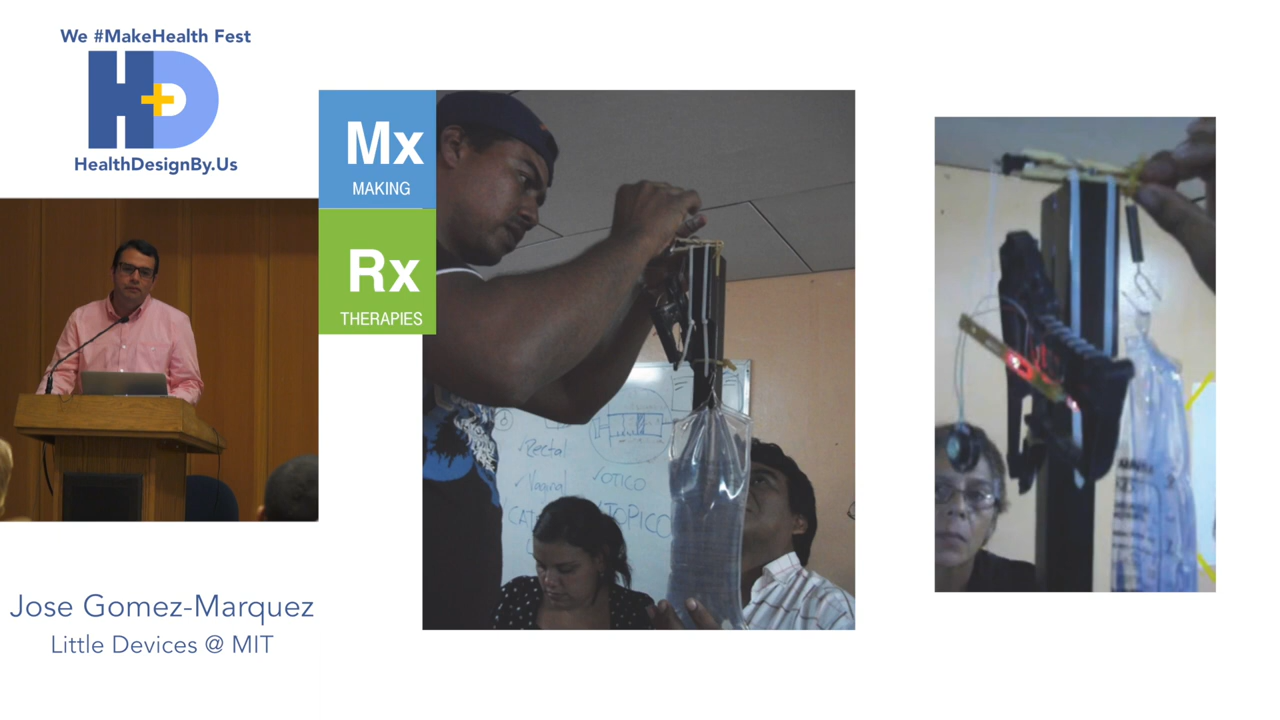 We #MakeHealth Fest
HD
HealthDesignBy.Us
Mx
MAKING
Rx
THERAPIES
Rectal
Vaginal
OTICO
TOPICO
Jose Gomez-Marquez
Little Devices @ MIT